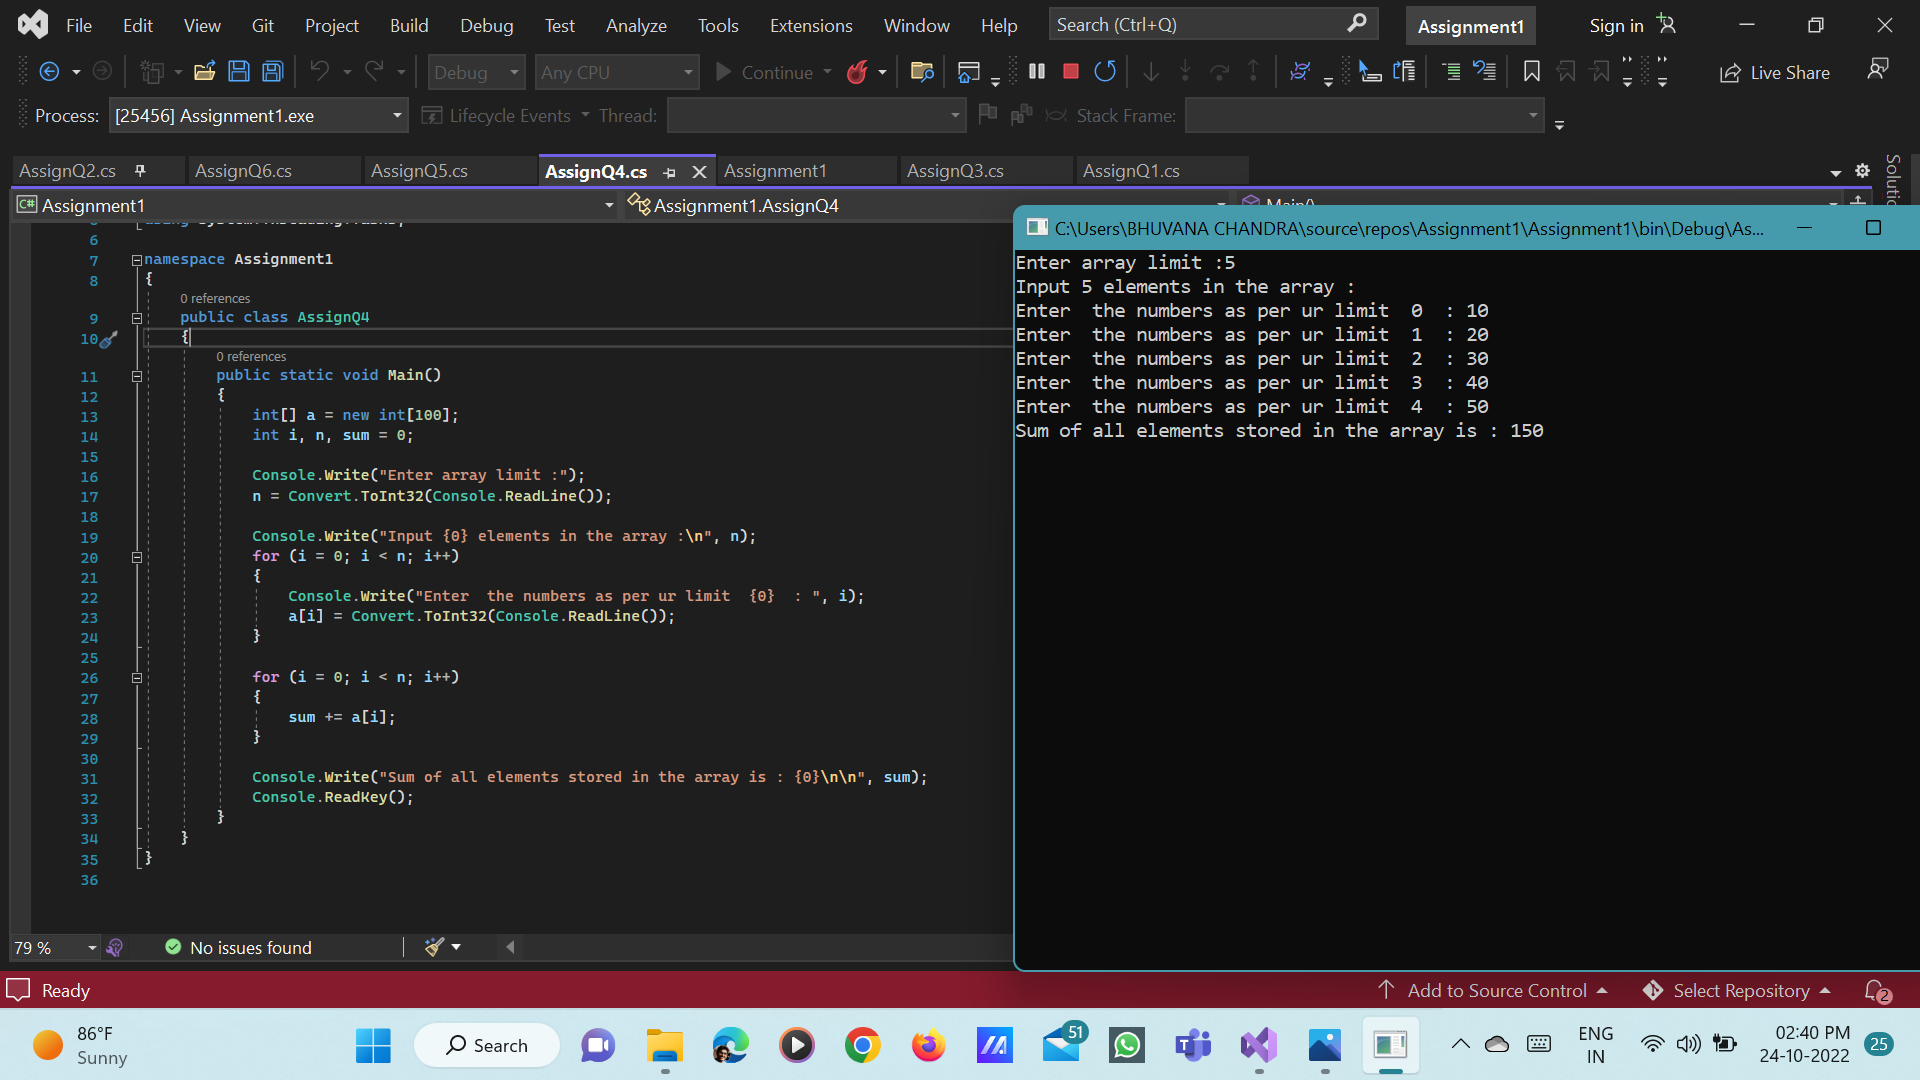 File Edit View Git Project Build Debug Test Analyze Tools Extensions Window Help Search (Ctrl+Q) Assignment1 Sign in
Debug Any CPU Continue Live Share
Process: [25456] Assignment1.exe Lifecycle Events Thread: Stack Frame:
AssignQ2.cs AssignQ6.cs AssignQ5.cs AssignQ4.cs Assignment1 AssignQ3.cs AssignQ1.cs
C# Assignment1 Assignment1.AssignQ4 Main()
6
7 namespace Assignment1
8 {
0 references
9 public class AssignQ4
10 {
0 references
11 public static void Main()
12 {
13 int[] a = new int[100];
14 int i, n, sum = 0;
15
16 Console.Write("Enter array limit :");
17 n = Convert.ToInt32(Console.ReadLine());
18
19 Console.Write("Input {0} elements in the array :\n", n);
20 for (i = 0; i < n; i++)
21 {
22 Console.Write("Enter  the numbers as per ur limit  {0}  : ", i);
23 a[i] = Convert.ToInt32(Console.ReadLine());
24 }
25
26 for (i = 0; i < n; i++)
27 {
28 sum += a[i];
29 }
30
31 Console.Write("Sum of all elements stored in the array is : {0}\n\n", sum);
32 Console.ReadKey();
33 }
34 }
35 }
36
79 % No issues found
C:\Users\BHUVANA CHANDRA\source\repos\Assignment1\Assignment1\bin\Debug\As...
Enter array limit :5
Input 5 elements in the array :
Enter  the numbers as per ur limit  0  : 10
Enter  the numbers as per ur limit  1  : 20
Enter  the numbers as per ur limit  2  : 30
Enter  the numbers as per ur limit  3  : 40
Enter  the numbers as per ur limit  4  : 50
Sum of all elements stored in the array is : 150
Ready Add to Source Control Select Repository 2
86°F
Sunny
Search
51
ENG
IN
02:40 PM
24-10-2022
25